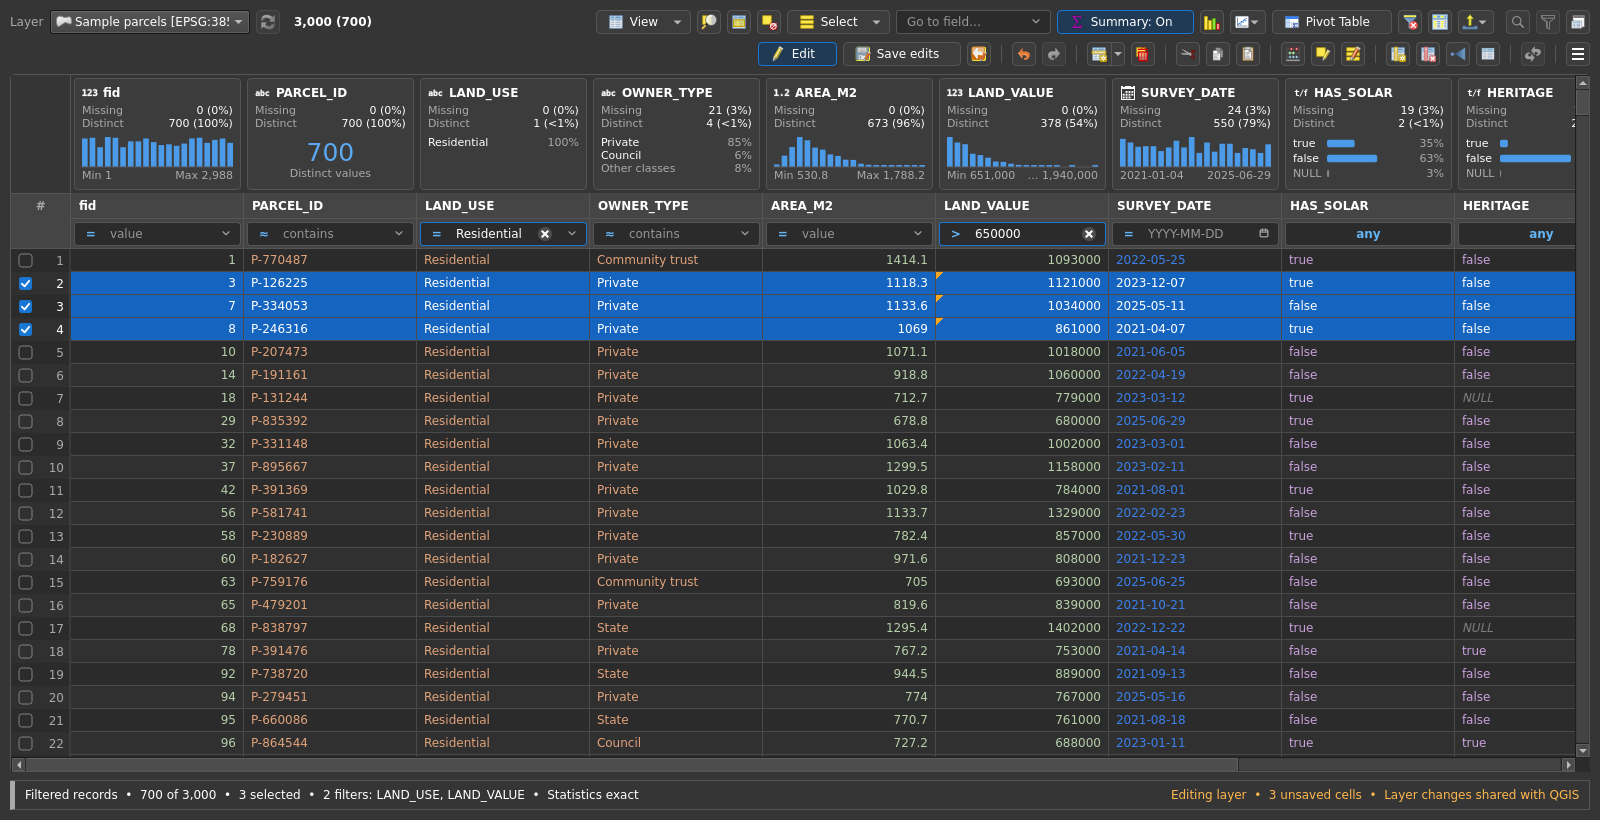 Layer Sample parcels [EPSG:38 3,000 (700) View Select Go to field... Summary: On Pivot Table
Edit Save edits
123 fid abc PARCEL_ID abc LAND_USE abc OWNER_TYPE 1.2 AREA_M2 123 LAND_VALUE SURVEY_DATE t/f HAS_SOLAR t/f HERITAGE
Missing 0 (0%) Missing 0 (0%) Missing 0 (0%) Missing 21 (3%) Missing 0 (0%) Missing 0 (0%) Missing 24 (3%) Missing 19 (3%) Missing
Distinct 700 (100%) Distinct 700 (100%) Distinct 1 (<1%) Distinct 4 (<1%) Distinct 673 (96%) Distinct 378 (54%) Distinct 550 (79%) Distinct 2 (<1%) Distinct
700 Residential 100% Private 85% true 35% true
Council 6% false 63% false
Distinct values Other classes 8% NULL 3% NULL
Min 1 Max 2,988 Min 530.8 Max 1,788.2 Min 651,000 ... 1,940,000 2021-01-04 2025-06-29
# fid PARCEL_ID LAND_USE OWNER_TYPE AREA_M2 LAND_VALUE SURVEY_DATE HAS_SOLAR HERITAGE
= value ≈ contains = Residential ≈ contains = value > 650000 = YYYY-MM-DD any any
1 1 P-770487 Residential Community trust 1414.1 1093000 2022-05-25 true false
2 3 P-126225 Residential Private 1118.3 1121000 2023-12-07 true false
3 7 P-334053 Residential Private 1133.6 1034000 2025-05-11 false false
4 8 P-246316 Residential Private 1069 861000 2021-04-07 true false
5 10 P-207473 Residential Private 1071.1 1018000 2021-06-05 false false
6 14 P-191161 Residential Private 918.8 1060000 2022-04-19 true false
7 18 P-131244 Residential Private 712.7 779000 2023-03-12 true NULL
8 29 P-835392 Residential Private 678.8 680000 2025-06-29 true false
9 32 P-331148 Residential Private 1063.4 1002000 2023-03-01 false false
10 37 P-895667 Residential Private 1299.5 1158000 2023-02-11 false false
11 42 P-391369 Residential Private 1029.8 784000 2021-08-01 true false
12 56 P-581741 Residential Private 1133.7 1329000 2022-02-23 false false
13 58 P-230889 Residential Private 782.4 857000 2022-05-30 true false
14 60 P-182627 Residential Private 971.6 808000 2021-12-23 false false
15 63 P-759176 Residential Community trust 705 693000 2025-06-25 false false
16 65 P-479201 Residential Private 819.6 839000 2021-10-21 false false
17 68 P-838797 Residential State 1295.4 1402000 2022-12-22 true NULL
18 78 P-391476 Residential Private 767.2 753000 2021-04-14 false true
19 92 P-738720 Residential State 944.5 889000 2021-09-13 false false
20 94 P-279451 Residential Private 774 767000 2025-05-16 false false
21 95 P-660086 Residential State 770.7 761000 2021-08-18 false false
22 96 P-864544 Residential Council 727.2 688000 2023-01-11 true true
Filtered records • 700 of 3,000 • 3 selected • 2 filters: LAND_USE, LAND_VALUE • Statistics exact Editing layer • 3 unsaved cells • Layer changes shared with QGIS